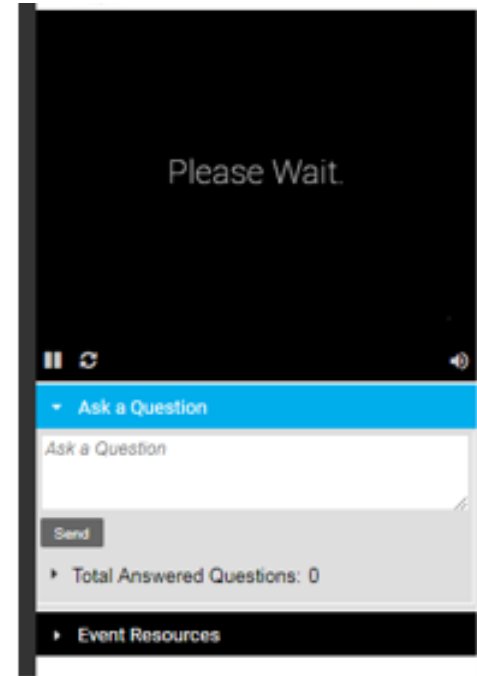 Please Wait.
Ask a Question
Ask a Question
Send
Total Answered Questions: 0
Event Resources